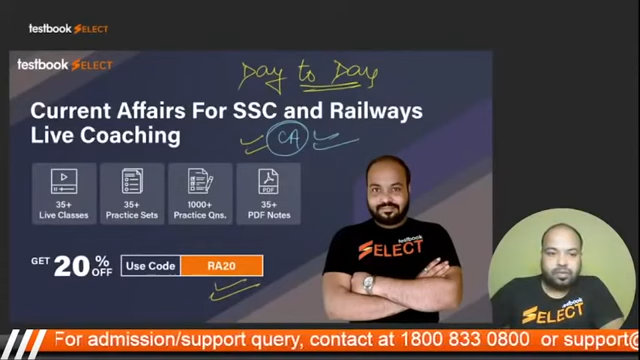 testbook SELECT
testbook SELECT
Day to Day
Current Affairs For SSC and Railways
Live Coaching
CA
35+
Live Classes
35+
Practice Sets
1000+
Practice Qns.
PDF
35+
PDF Notes
GET 20% OFF
Use Code RA20
testbook
SELECT
testbook
SELECT
For admission/support query, contact at 1800 833 0800 or support@